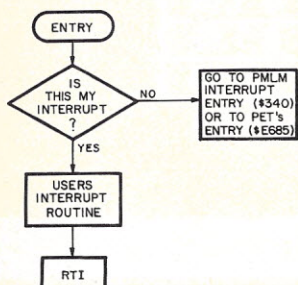 ENTRY
IS
THIS MY
INTERRUPT
?
NO
GO TO PMLM
INTERRUPT
ENTRY ($340)
OR TO PET's
ENTRY ($E685)
YES
USERS
INTERRUPT
ROUTINE
RTI